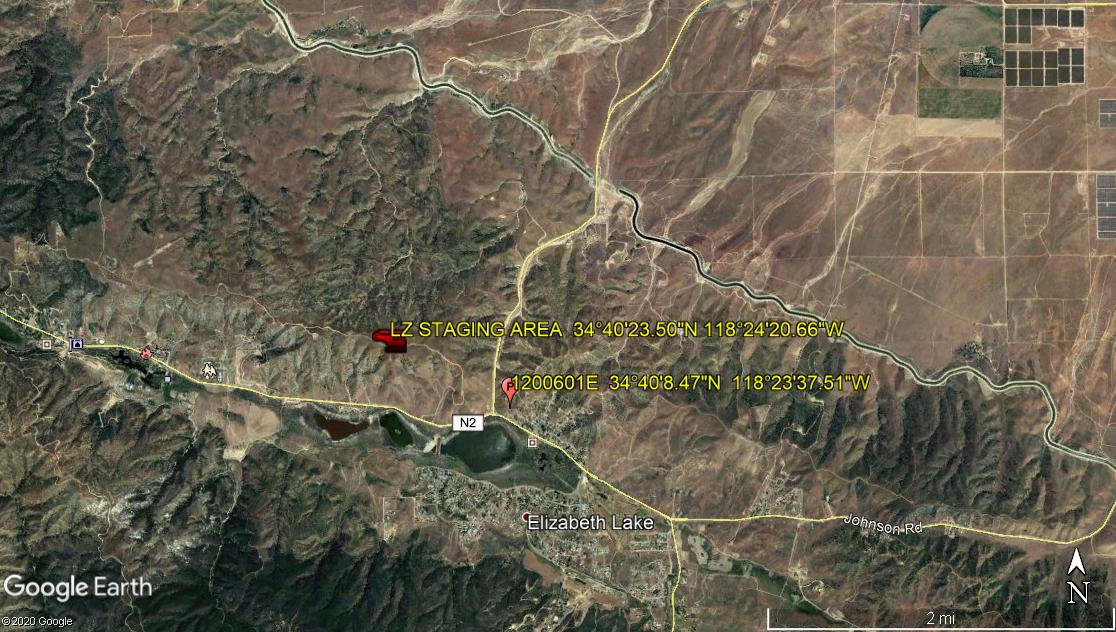 LZ STAGING AREA 34°40'23.50"N 118°24'20.66"W
1200601E 34°40'8.47"N 118°23'37.51"W
N2
Elizabeth Lake
Johnson Rd
Google Earth
N
©2020 Google
2 mi